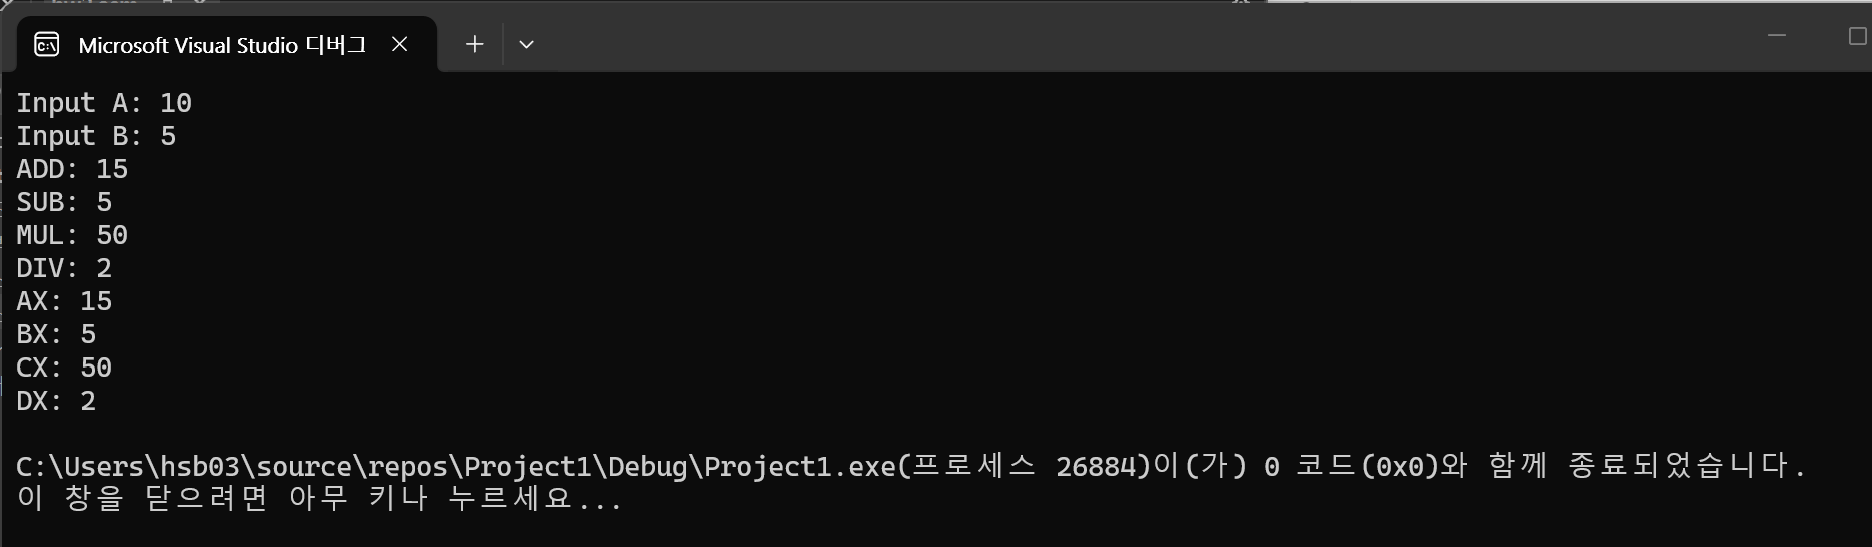 Microsoft Visual Studio 디버그
Input A: 10
Input B: 5
ADD: 15
SUB: 5
MUL: 50
DIV: 2
AX: 15
BX: 5
CX: 50
DX: 2
C:\Users\hsb03\source\repos\Project1\Debug\Project1.exe(프로세스 26884)이(가) 0 코드(0x0)와 함께 종료되었습니다.
이 창을 닫으려면 아무 키나 누르세요...